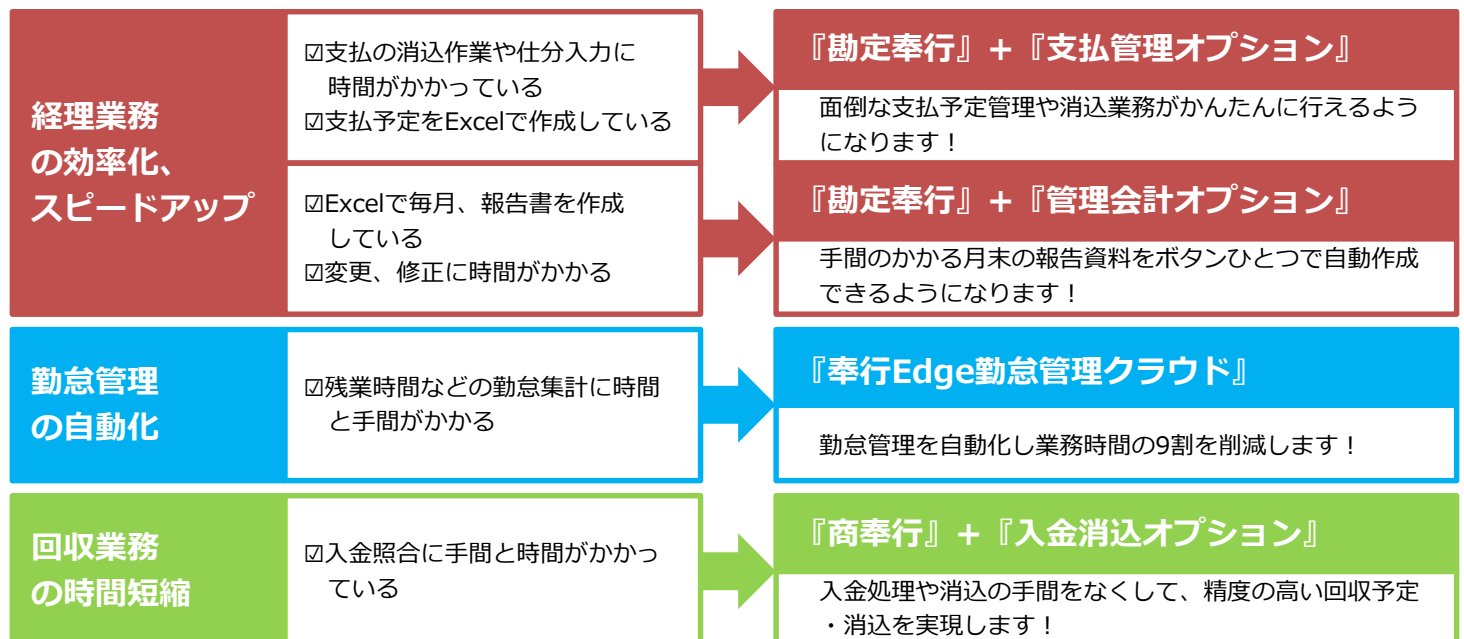 経理業務
の効率化、
スピードアップ
☑支払の消込作業や仕分入力に
時間がかかっている
☑支払予定をExcelで作成している
『勘定奉行』+『支払管理オプション』
面倒な支払予定管理や消込業務がかんたんに行えるよう
になります！
☑Excelで毎月、報告書を作成
している
☑変更、修正に時間がかかる
『勘定奉行』+『管理会計オプション』
手間のかかる月末の報告資料をボタンひとつで自動作成
できるようになります！
勤怠管理
の自動化
☑残業時間などの勤怠集計に時間
と手間がかかる
『奉行Edge勤怠管理クラウド』
勤怠管理を自動化し業務時間の9割を削減します！
回収業務
の時間短縮
☑入金照合に手間と時間がかかっ
ている
『商奉行』+『入金消込オプション』
入金処理や消込の手間をなくして、精度の高い回収予定
・消込を実現します！